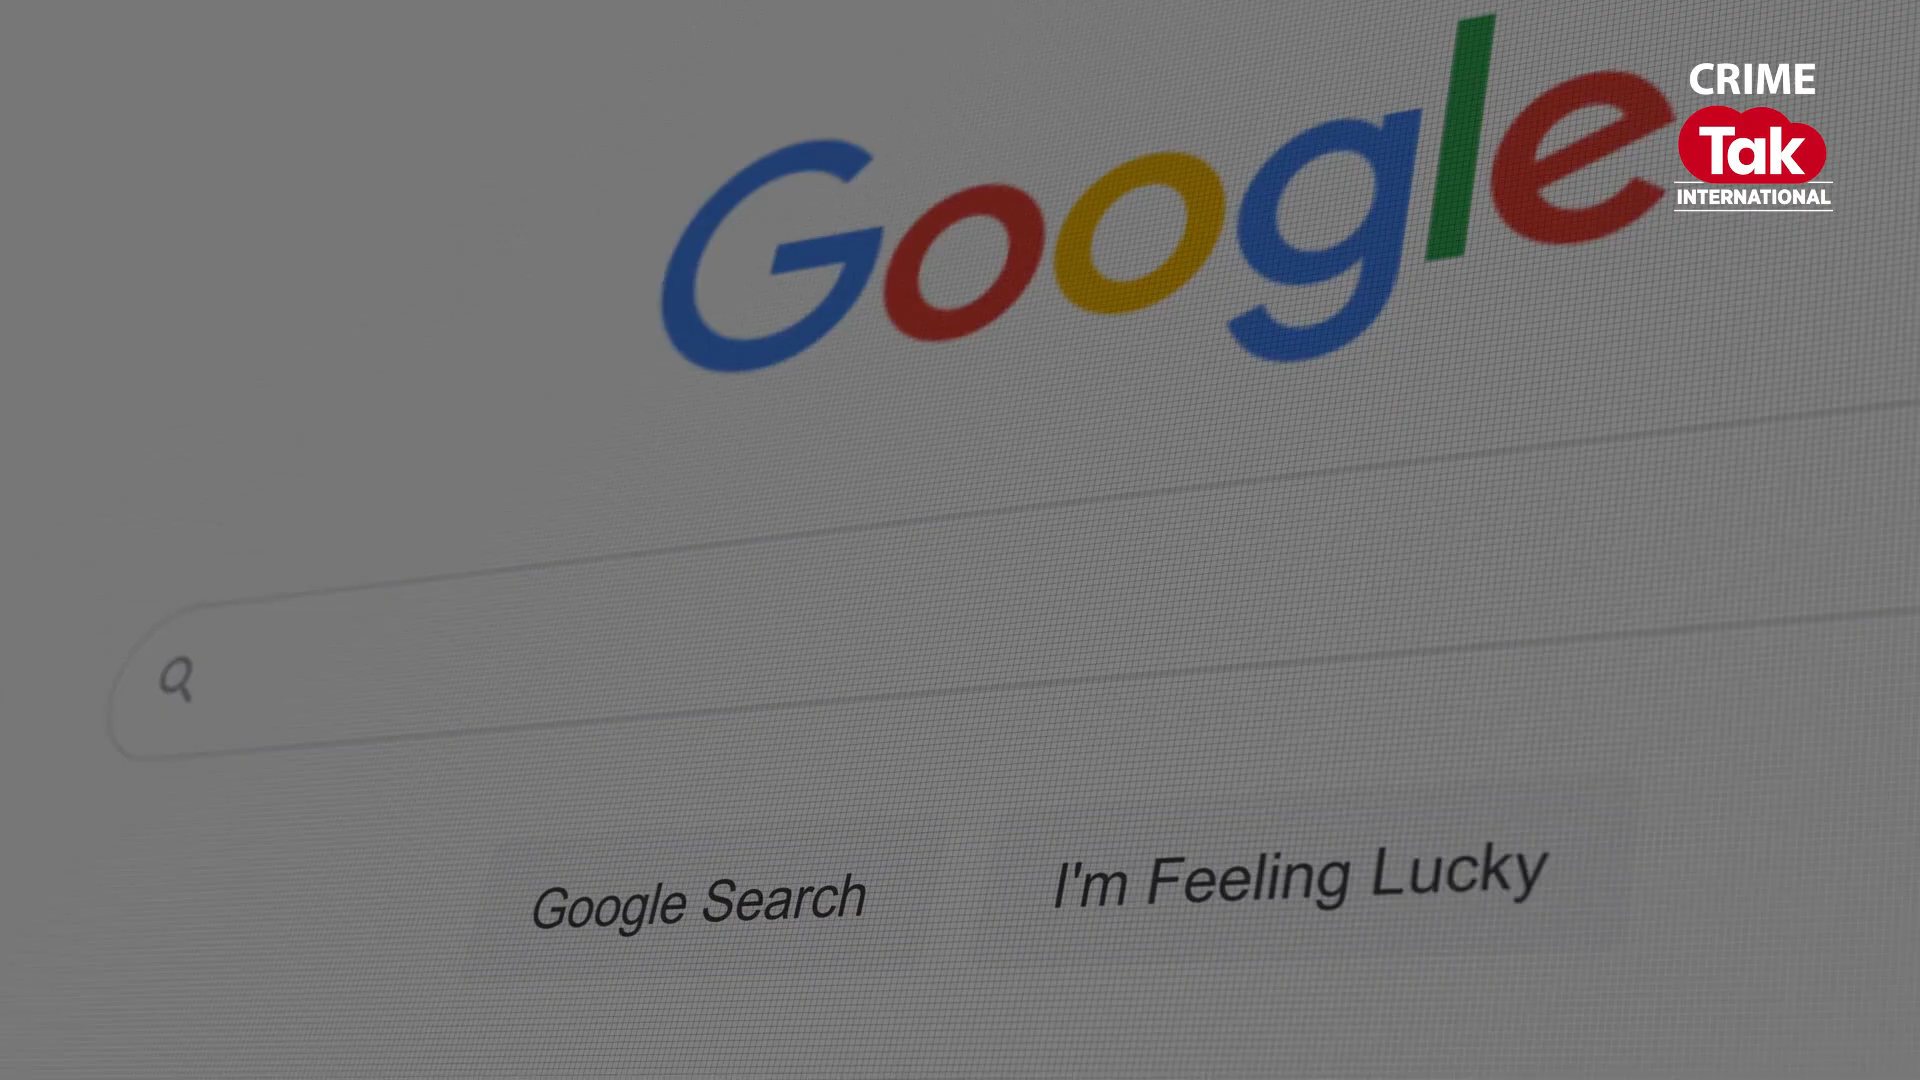 CRIME
Tak
INTERNATIONAL
Google
Google Search
I'm Feeling Lucky